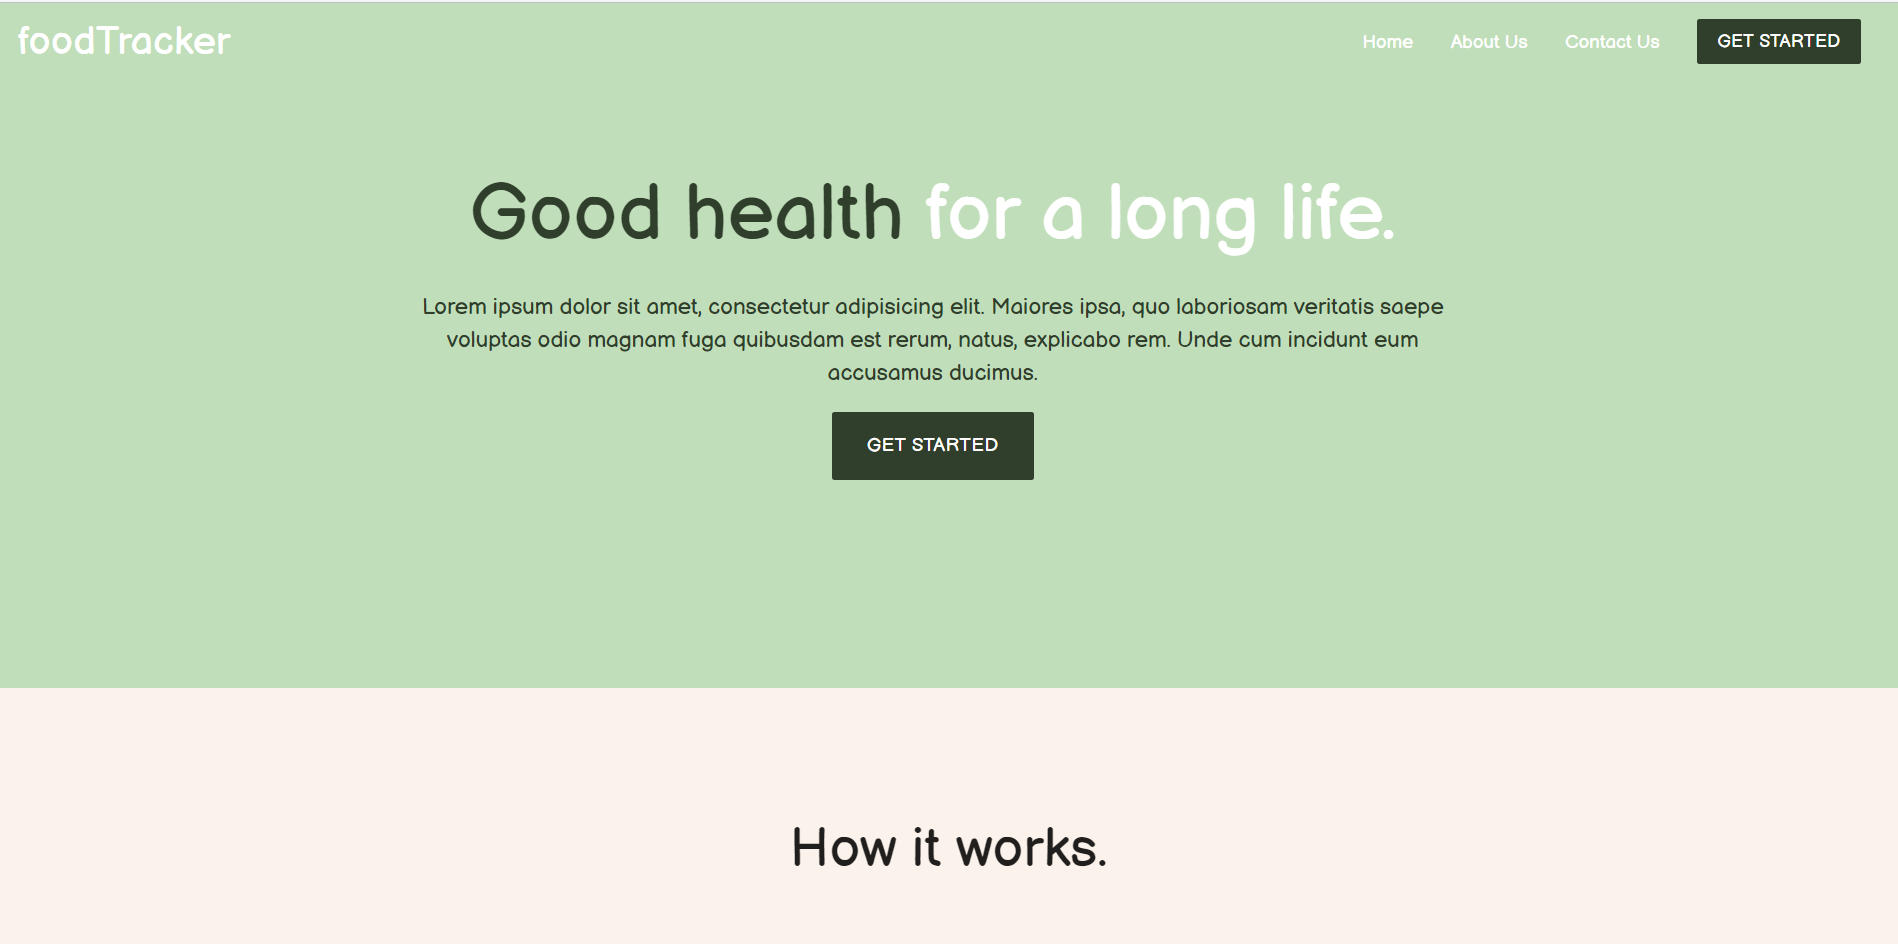 foodTracker
Home About Us Contact Us GET STARTED
Good health for a long life.
Lorem ipsum dolor sit amet, consectetur adipisicing elit. Maiores ipsa, quo laboriosam veritatis saepe
voluptas odio magnam fuga quibusdam est rerum, natus, explicabo rem. Unde cum incidunt eum
accusamus ducimus.
GET STARTED
How it works.